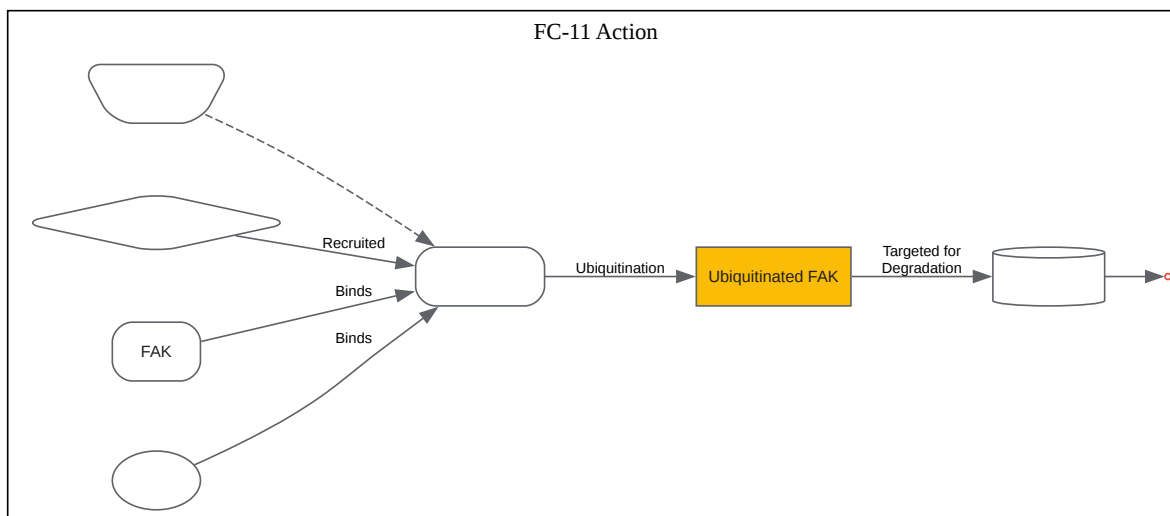 FC-11 Action
Recruited
Binds
FAK
Binds
Ubiquitination
Ubiquitinated FAK
Targeted for
Degradation